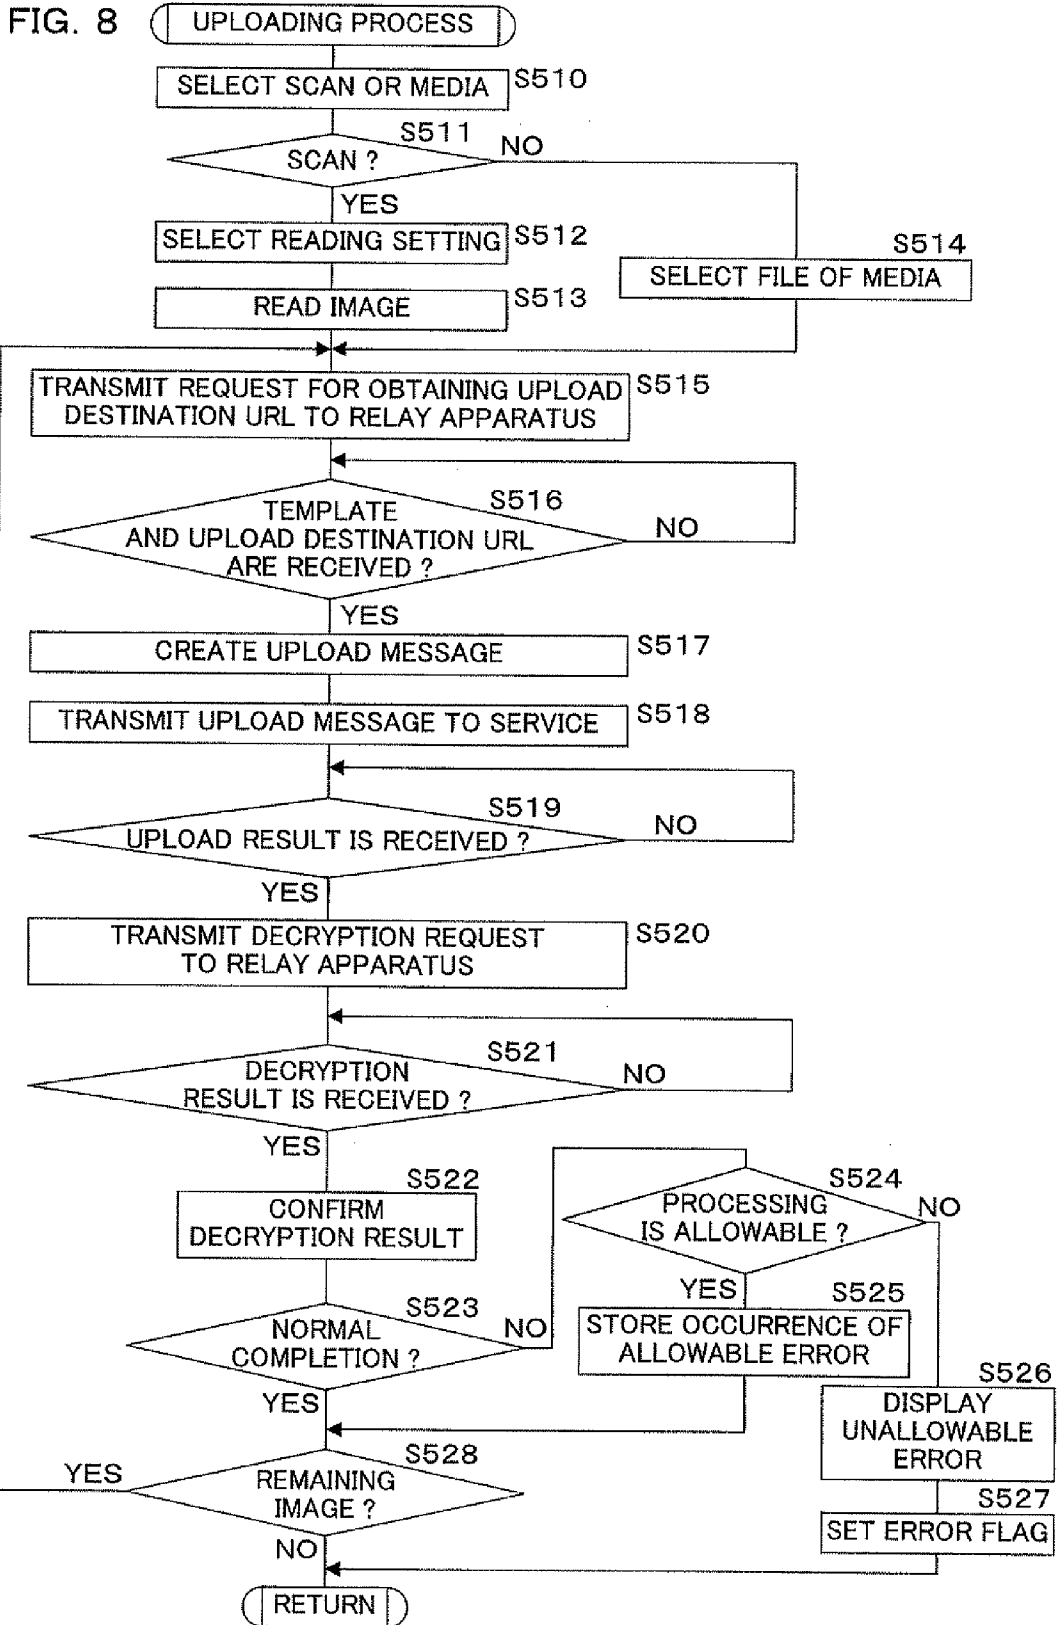 FIG. 8
UPLOADING PROCESS
SELECT SCAN OR MEDIA
S510
S511
SCAN ?
NO
YES
SELECT READING SETTING
S512
S514
SELECT FILE OF MEDIA
READ IMAGE
S513
TRANSMIT REQUEST FOR OBTAINING UPLOAD
DESTINATION URL TO RELAY APPARATUS
S515
S516
TEMPLATE
AND UPLOAD DESTINATION URL
ARE RECEIVED ?
NO
YES
CREATE UPLOAD MESSAGE
S517
TRANSMIT UPLOAD MESSAGE TO SERVICE
S518
S519
UPLOAD RESULT IS RECEIVED ?
NO
YES
TRANSMIT DECRYPTION REQUEST
TO RELAY APPARATUS
S520
S521
DECRYPTION
RESULT IS RECEIVED ?
NO
YES
S522
CONFIRM
DECRYPTION RESULT
S523
NORMAL
COMPLETION ?
NO
YES
S524
PROCESSING
IS ALLOWABLE ?
NO
YES
S525
STORE OCCURRENCE OF
ALLOWABLE ERROR
S526
DISPLAY
UNALLOWABLE
ERROR
S527
SET ERROR FLAG
S528
REMAINING
IMAGE ?
YES
NO
RETURN